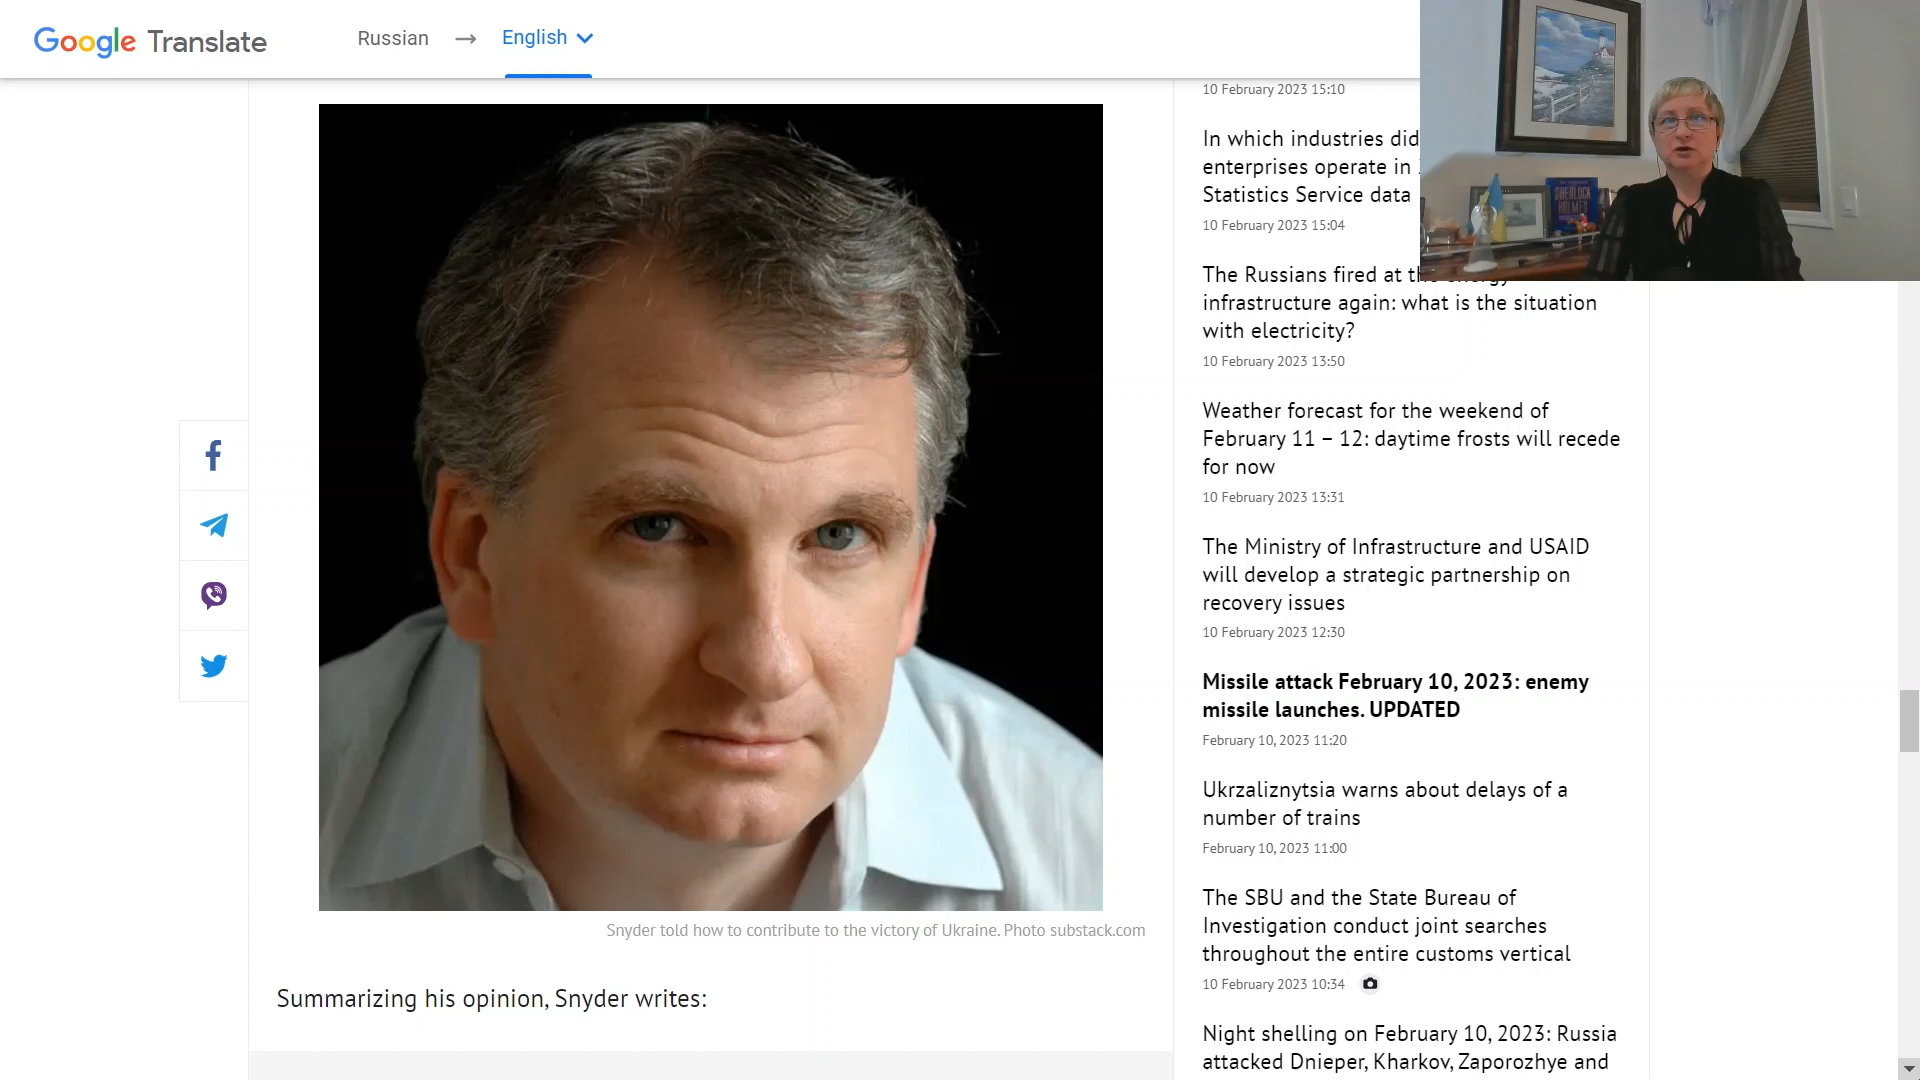 Google Translate
Russian → English
10 February 2023 15:10
In which industries did
enterprises operate in
Statistics Service data
10 February 2023 15:04
The Russians fired at the energy
infrastructure again: what is the situation
with electricity?
10 February 2023 13:50
Weather forecast for the weekend of
February 11 – 12: daytime frosts will recede
for now
10 February 2023 13:31
The Ministry of Infrastructure and USAID
will develop a strategic partnership on
recovery issues
10 February 2023 12:30
Missile attack February 10, 2023: enemy
missile launches. UPDATED
February 10, 2023 11:20
Ukrzaliznytsia warns about delays of a
number of trains
February 10, 2023 11:00
The SBU and the State Bureau of
Investigation conduct joint searches
throughout the entire customs vertical
10 February 2023 10:34
Night shelling on February 10, 2023: Russia
attacked Dnieper, Kharkov, Zaporozhye and
Snyder told how to contribute to the victory of Ukraine. Photo substack.com
Summarizing his opinion, Snyder writes:
SHERLOCK
HOLMES